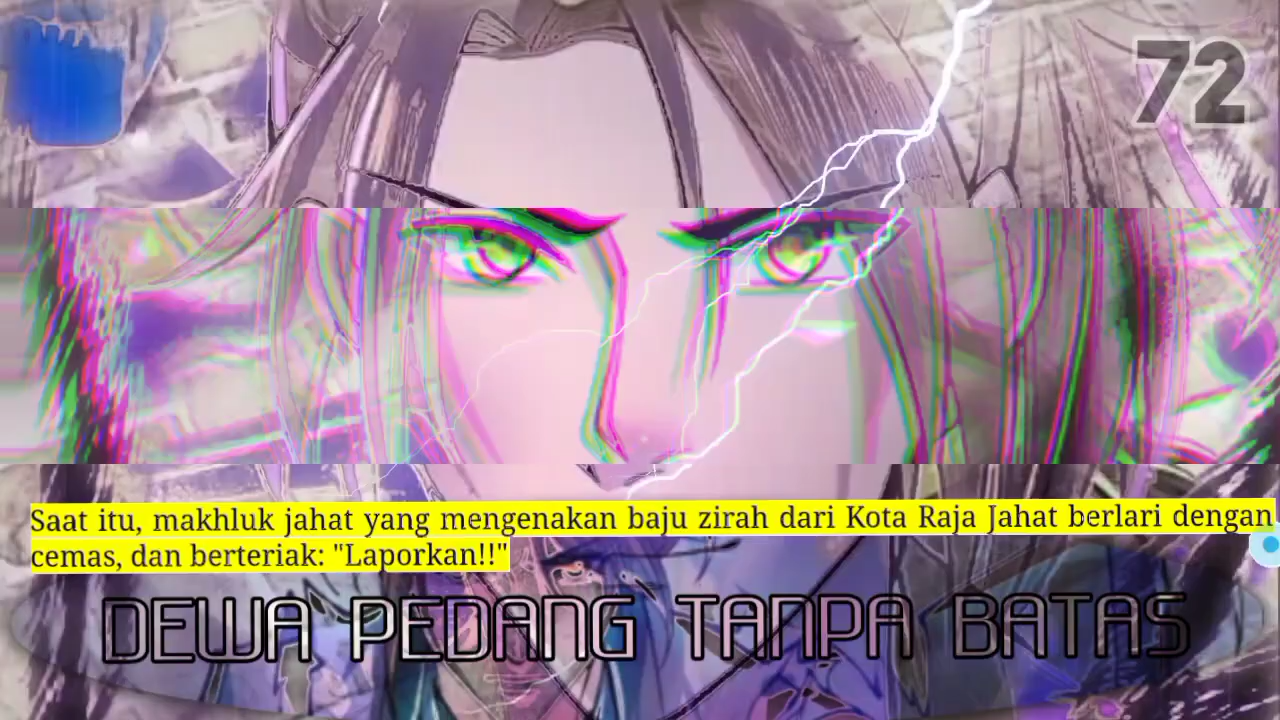 72
Saat itu, makhluk jahat yang mengenakan baju zirah dari Kota Raja Jahat berlari dengan
cemas, dan berteriak: "Laporkan!!"
DEWA PEDANG TANPA BATAS